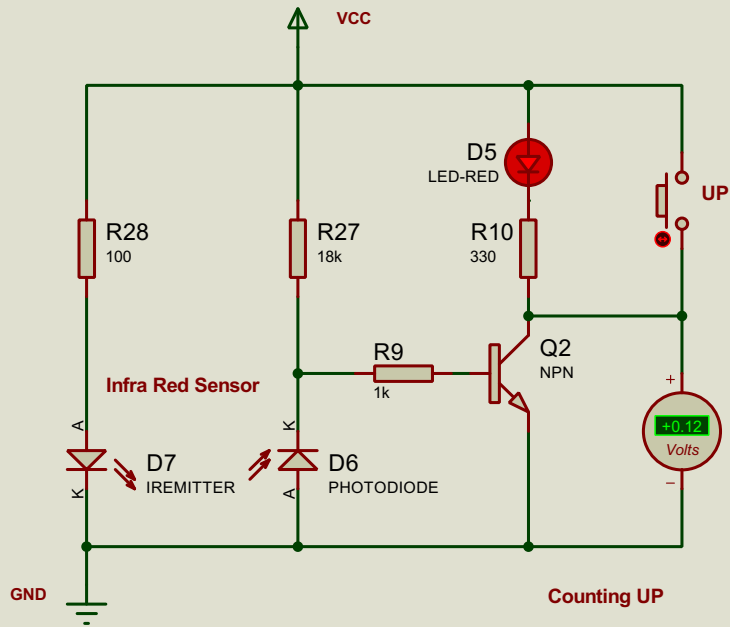 VCC
D5
LED-RED
UP
R28
100
R27
18k
R10
330
R9
1k
Q2
NPN
Infra Red Sensor
+
+0.12
Volts
−
A
K
D7
IREMITTER
K
A
D6
PHOTODIODE
GND
Counting UP